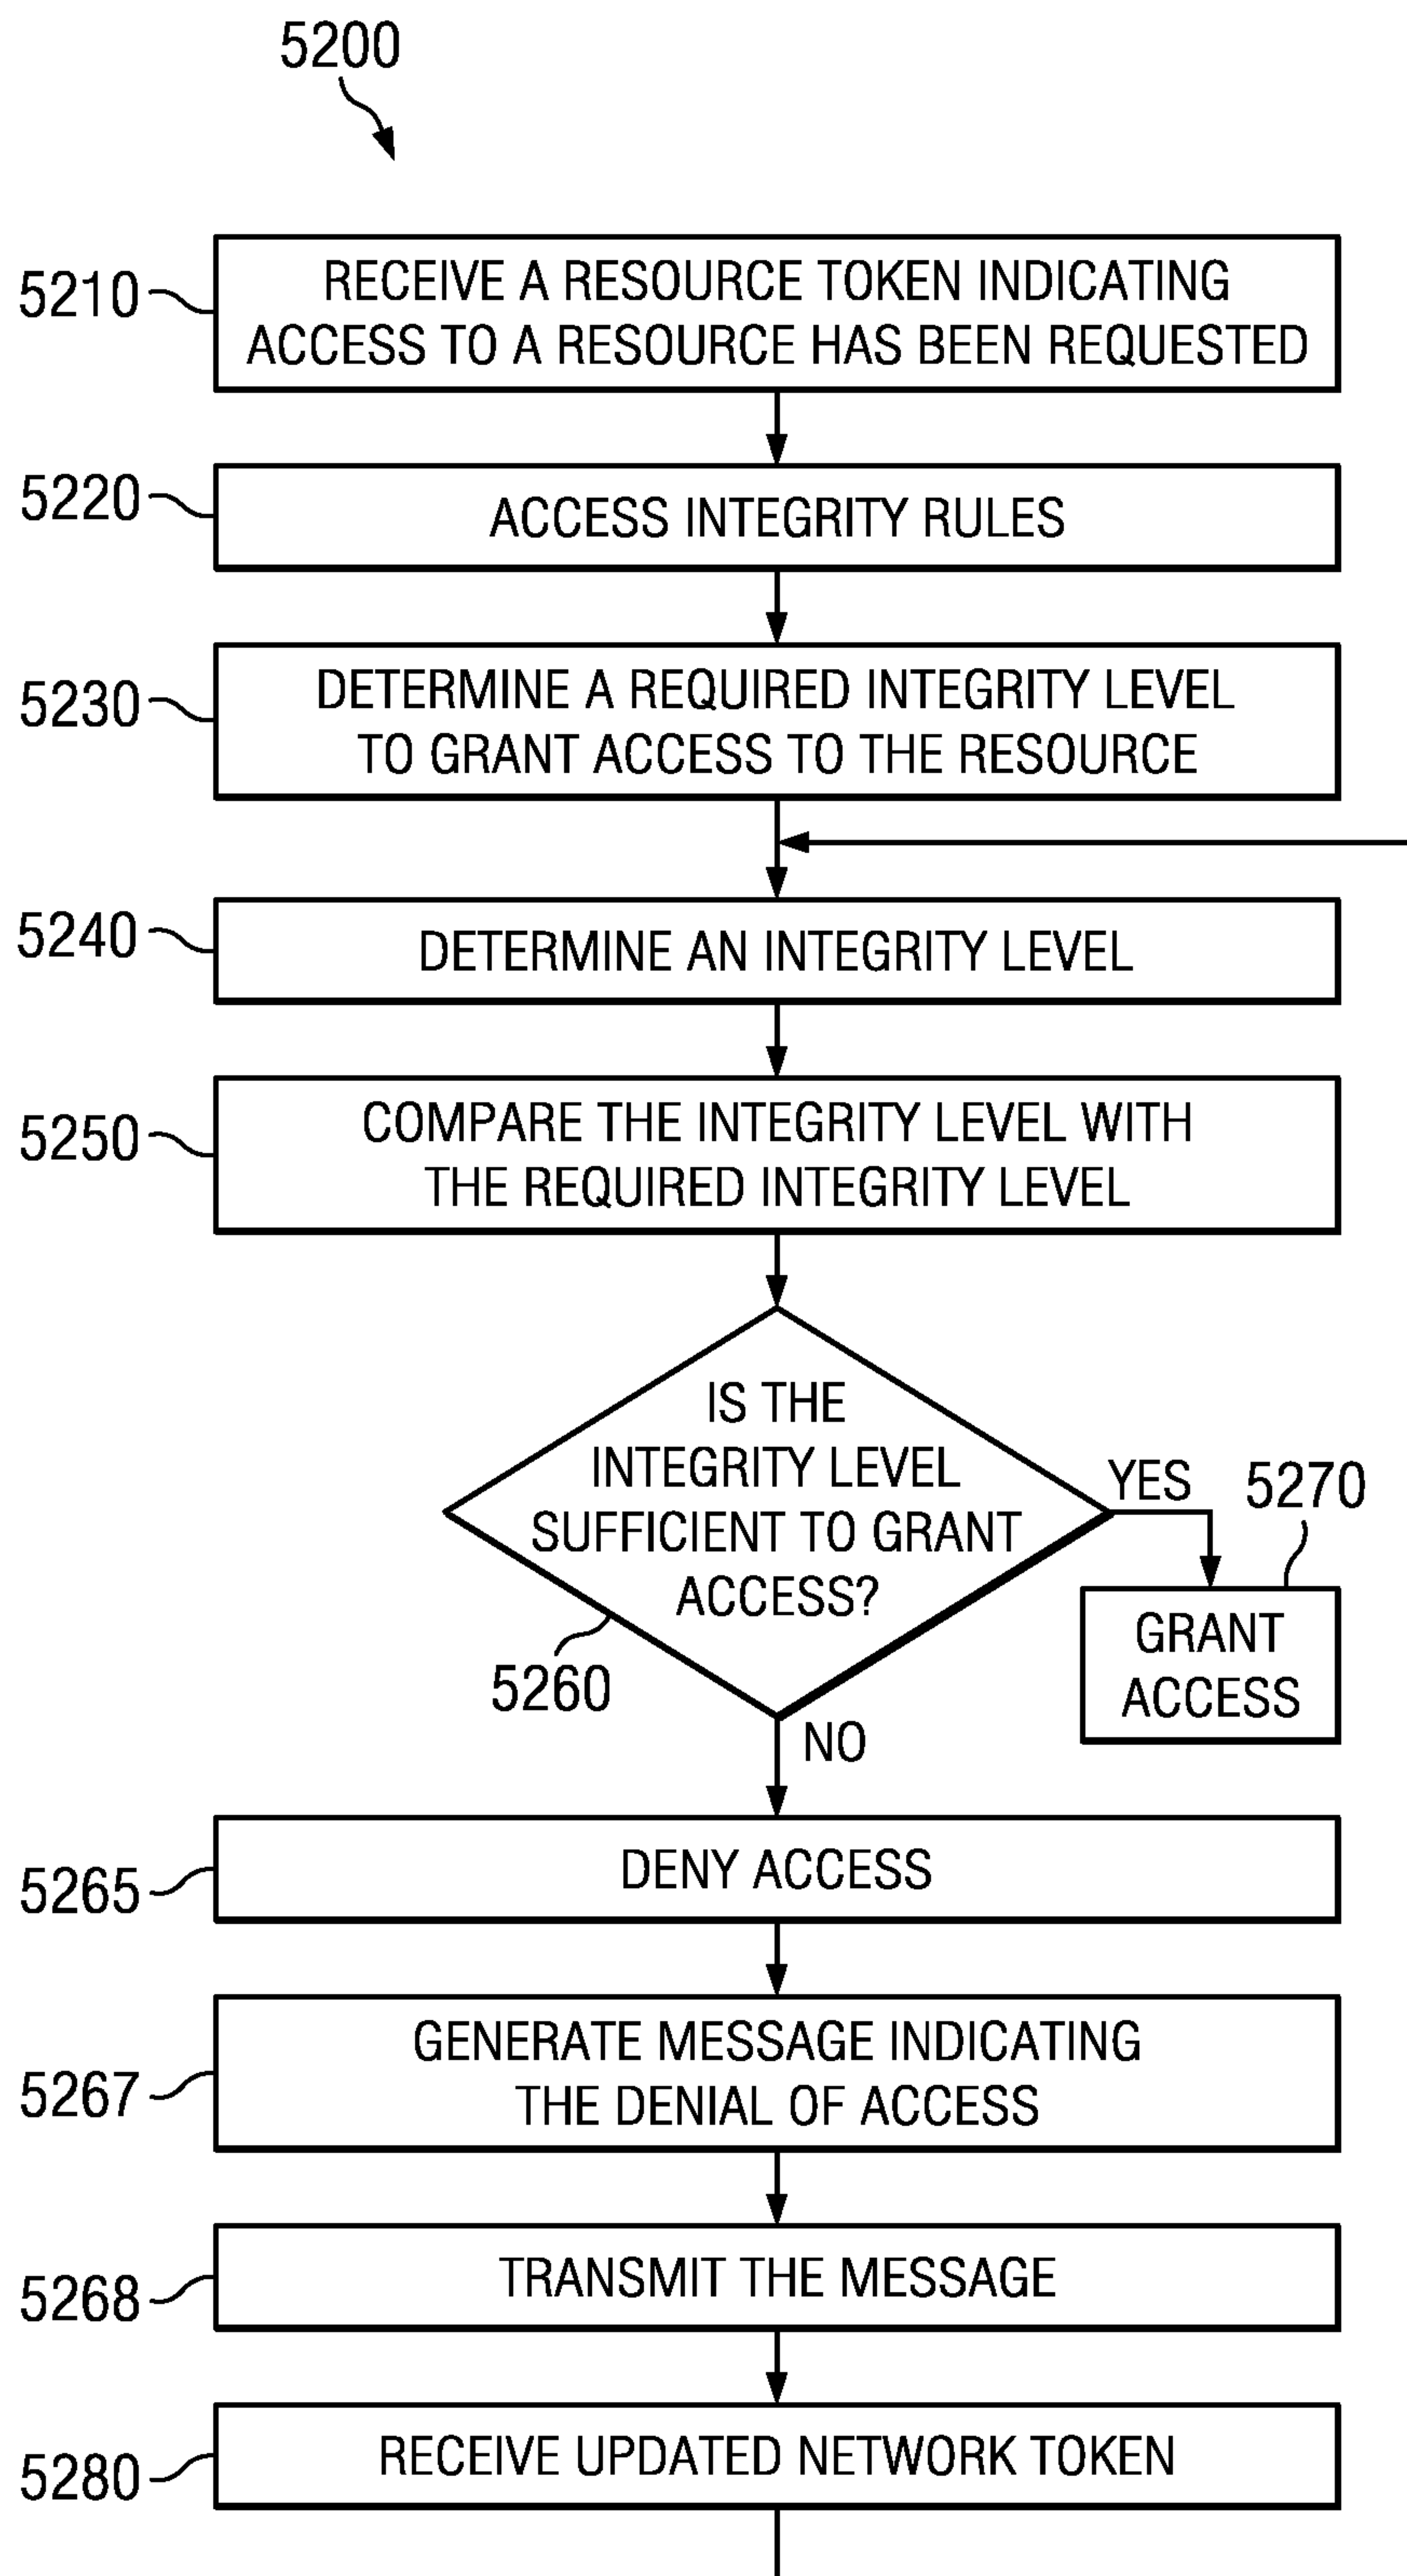 5200
5210
RECEIVE A RESOURCE TOKEN INDICATING
ACCESS TO A RESOURCE HAS BEEN REQUESTED
5220
ACCESS INTEGRITY RULES
5230
DETERMINE A REQUIRED INTEGRITY LEVEL
TO GRANT ACCESS TO THE RESOURCE
5240
DETERMINE AN INTEGRITY LEVEL
5250
COMPARE THE INTEGRITY LEVEL WITH
THE REQUIRED INTEGRITY LEVEL
IS THE
INTEGRITY LEVEL
SUFFICIENT TO GRANT
ACCESS?
5260
YES
5270
GRANT
ACCESS
NO
5265
DENY ACCESS
5267
GENERATE MESSAGE INDICATING
THE DENIAL OF ACCESS
5268
TRANSMIT THE MESSAGE
5280
RECEIVE UPDATED NETWORK TOKEN